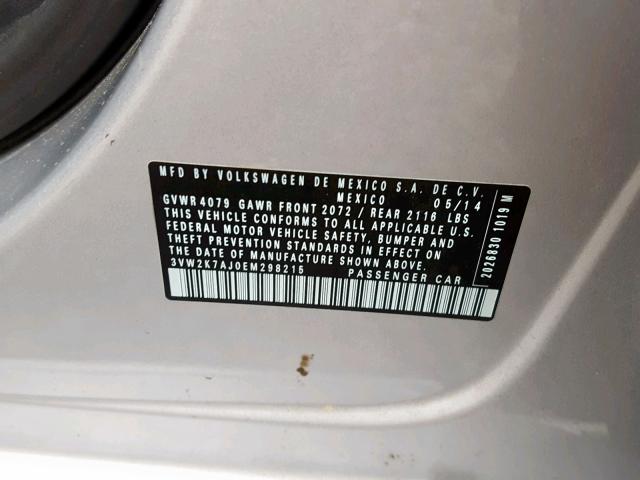 MFD BY VOLKSWAGEN DE MEXICO S.A. DE C.V.
MEXICO 05/14
GVWR 4079 GAWR FRONT 2072 / REAR 2116 LBS
THIS VEHICLE CONFORMS TO ALL APPLICABLE U.S.
FEDERAL MOTOR VEHICLE SAFETY, BUMPER AND
THEFT PREVENTION STANDARDS IN EFFECT ON
THE DATE OF MANUFACTURE SHOWN ABOVE.
3VW2K7AJ0EM298215 PASSENGER CAR
2026830 1019 M